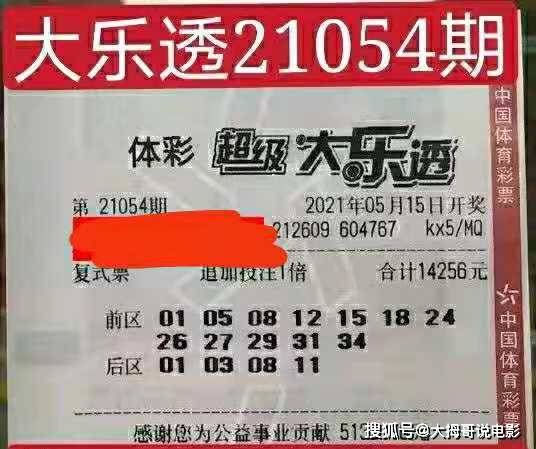 大乐透21054期
体彩 超级大乐透
第 21054期 2021年05月15日开奖
212609 604767 kx5/MQ
复式票 追加投注1倍 合计14256元
前区 01 05 08 12 15 18 24
26 27 29 31 34
后区 01 03 08 11
感谢您为公益事业贡献 513
搜狐号@大拇哥说电影
中国体育彩票
中国体育彩票